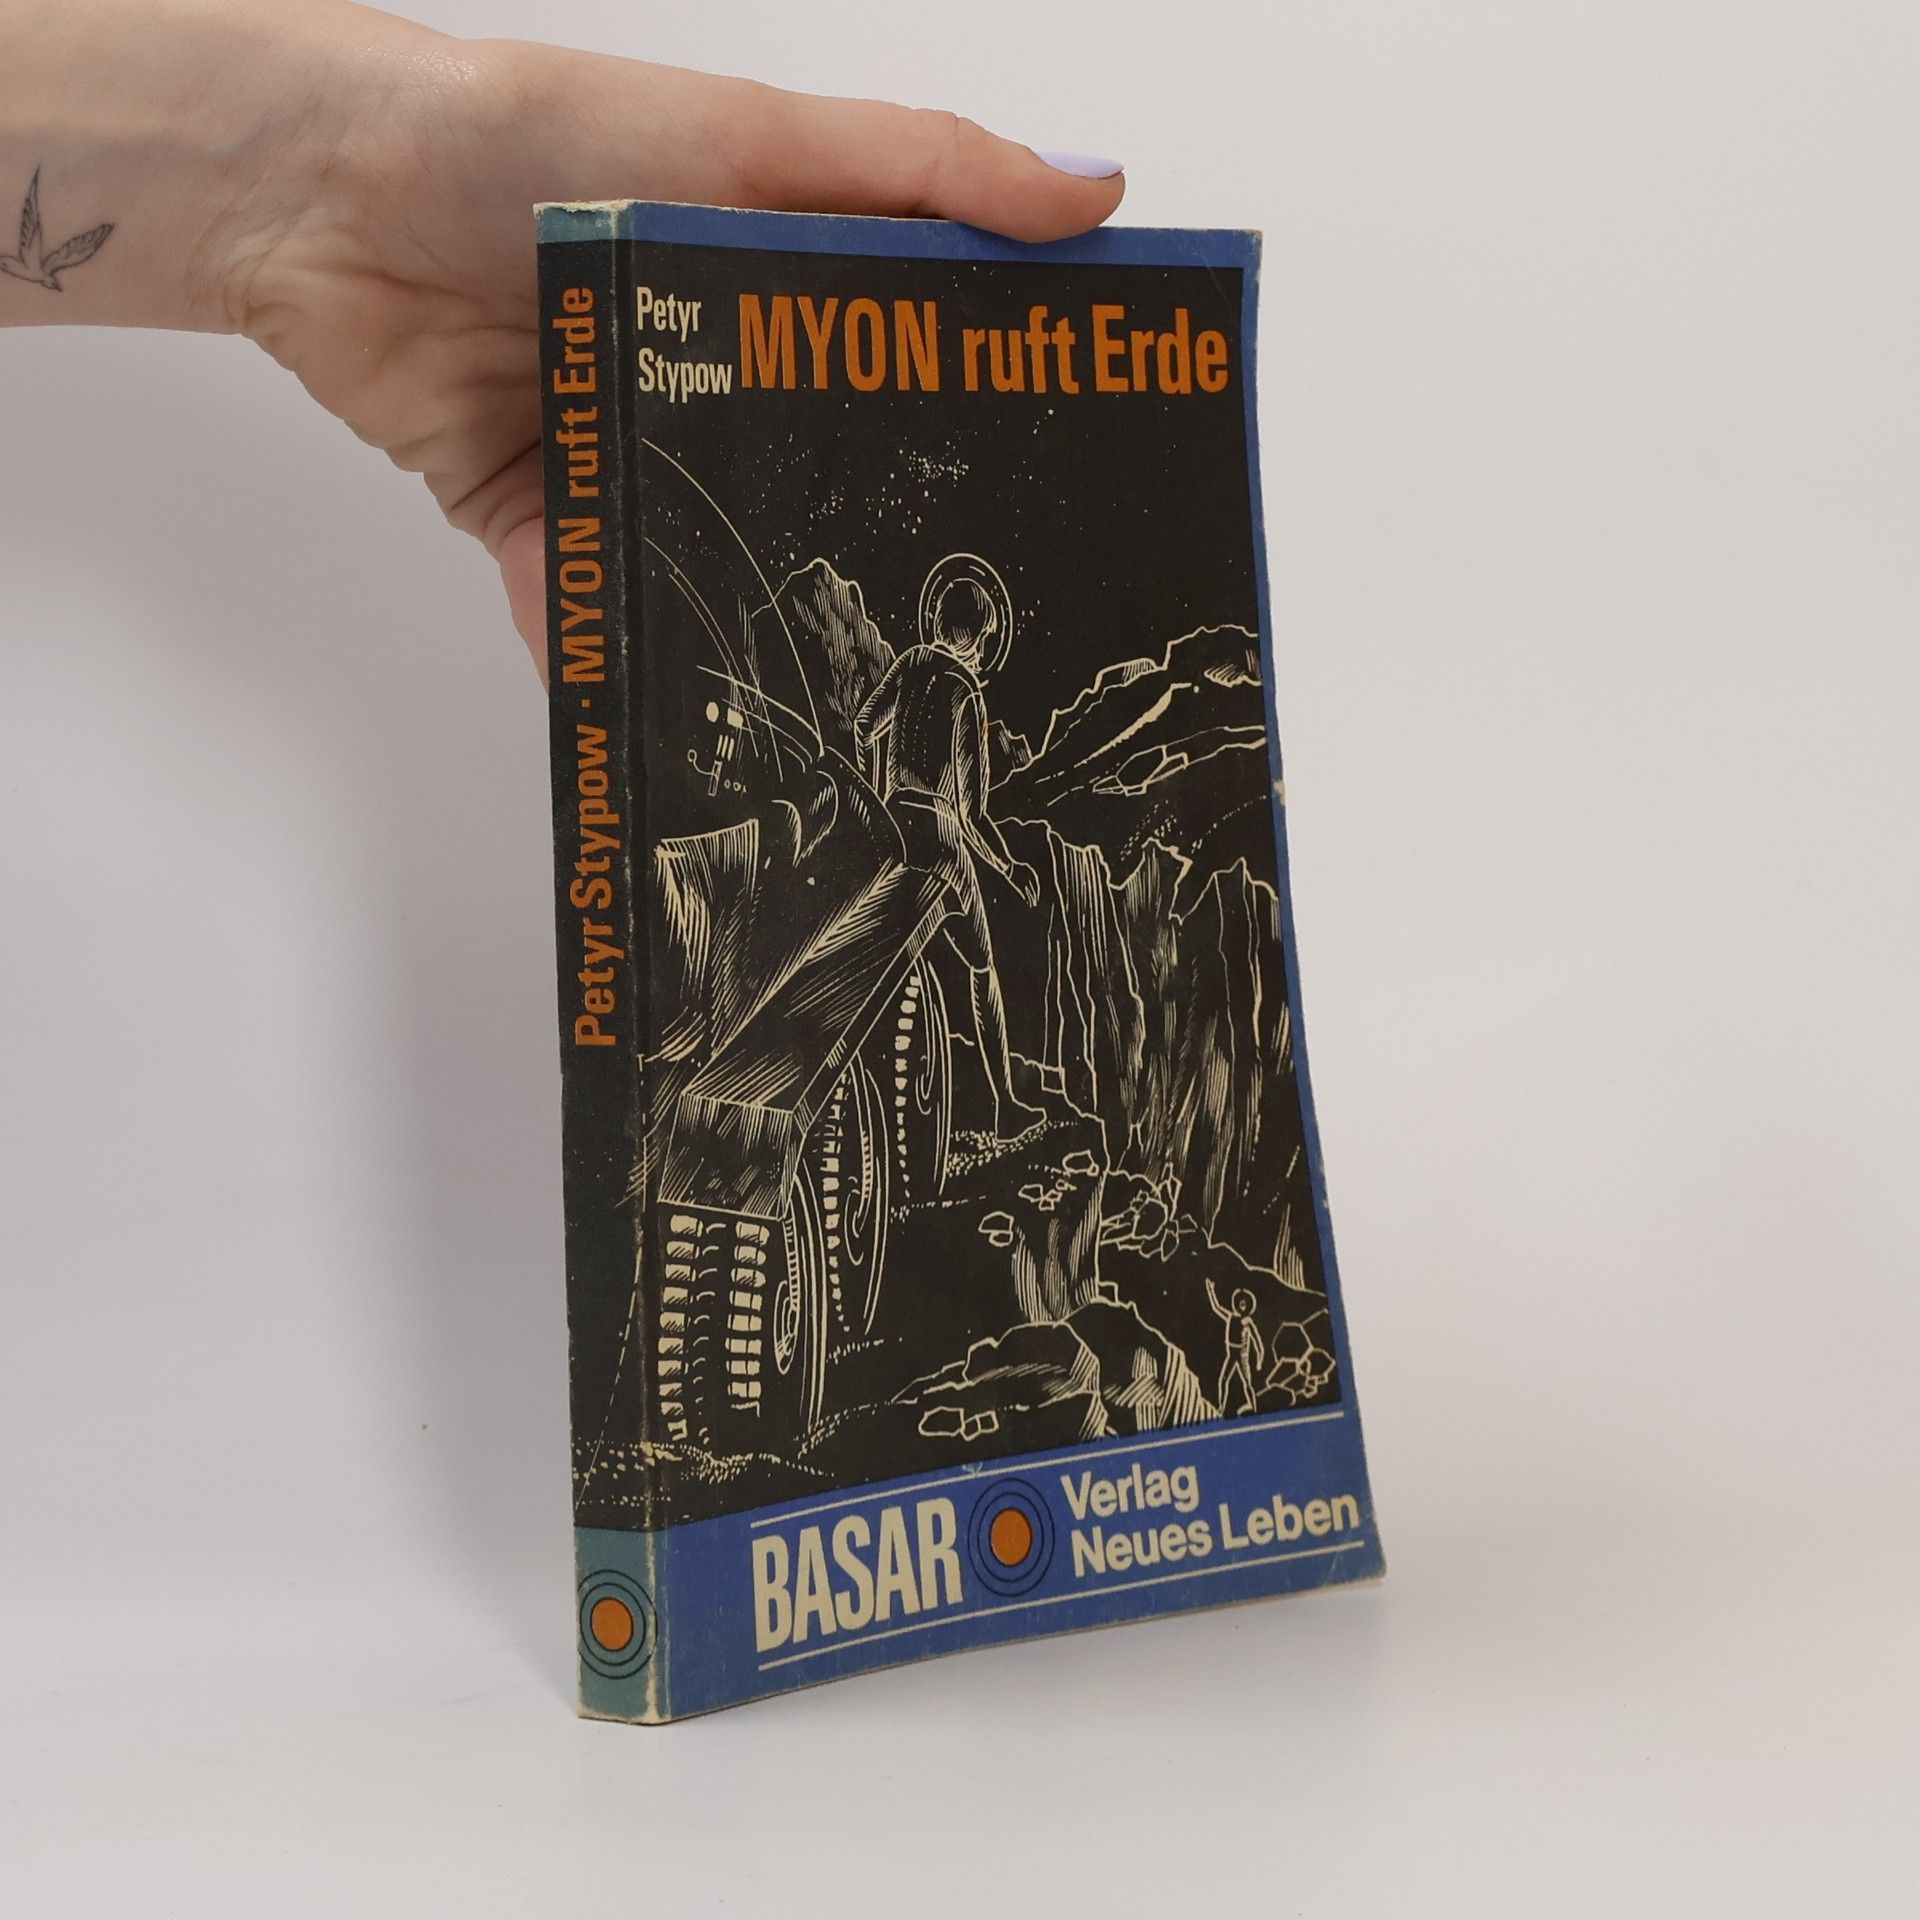 Petyr Stypow · MYON ruft Erde
Petyr
Stypow
MYON ruft Erde
BASAR
Verlag
Neues Leben